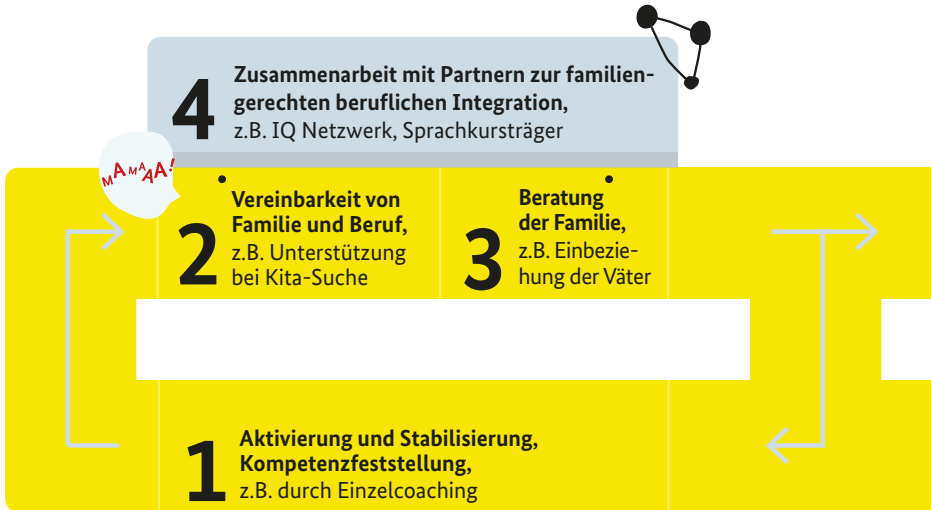 4
Zusammenarbeit mit Partnern zur familien-
gerechten beruflichen Integration,
z.B. IQ Netzwerk, Sprachkursträger
MAMAAA!
2
Vereinbarkeit von
Familie und Beruf,
z.B. Unterstützung
bei Kita-Suche
3
Beratung
der Familie,
z.B. Einbezie-
hung der Väter
1
Aktivierung und Stabilisierung,
Kompetenzfeststellung,
z.B. durch Einzelcoaching